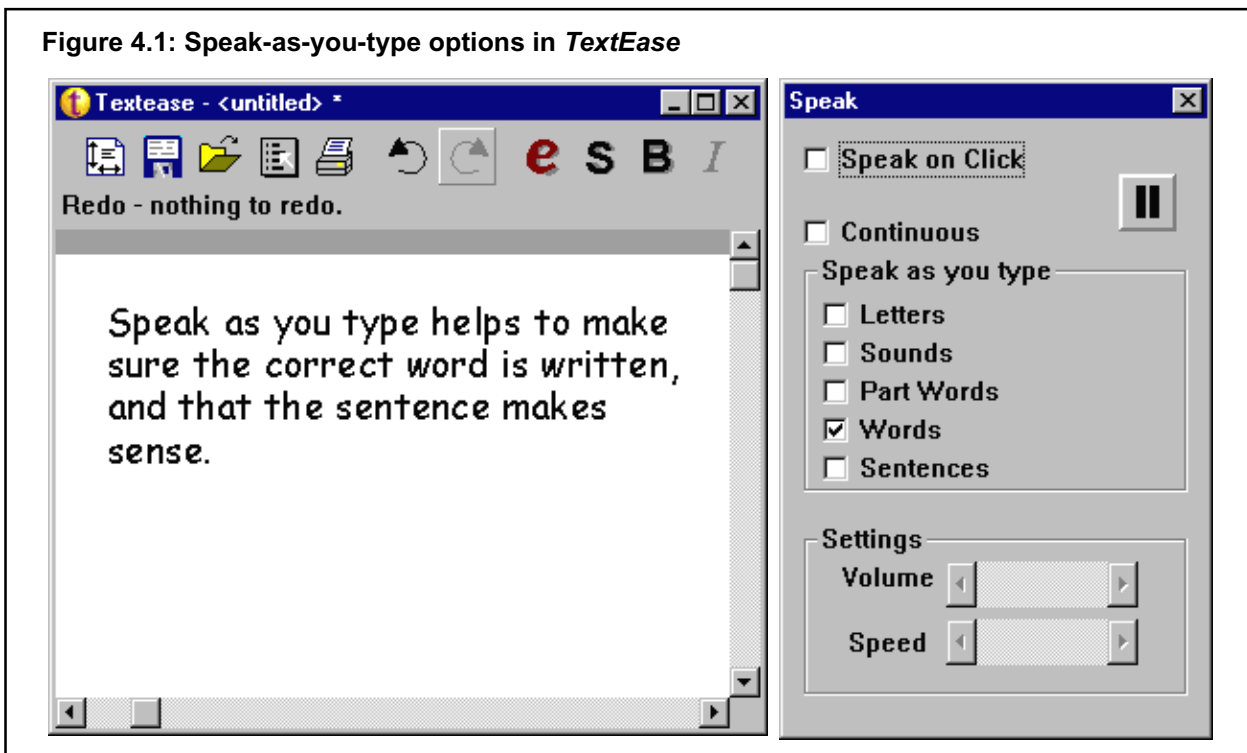 Figure 4.1: Speak-as-you-type options in TextEase
Textease - <untitled> *
e S B I
Redo - nothing to redo.
Speak as you type helps to make
sure the correct word is written,
and that the sentence makes
sense.
Speak
Speak on Click
Continuous
Speak as you type
Letters
Sounds
Part Words
Words
Sentences
Settings
Volume
Speed